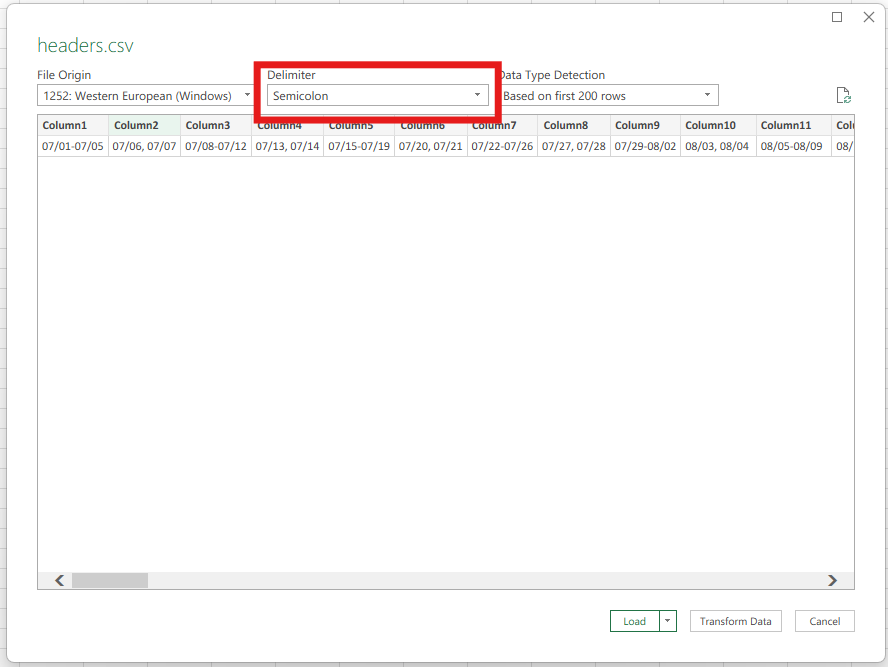 headers.csv
File Origin Delimiter Data Type Detection
1252: Western European (Windows) Semicolon Based on first 200 rows
Column1 Column2 Column3 Column4 Column5 Column6 Column7 Column8 Column9 Column10 Column11
07/01-07/05 07/06, 07/07 07/08-07/12 07/13, 07/14 07/15-07/19 07/20, 07/21 07/22-07/26 07/27, 07/28 07/29-08/02 08/03, 08/04 08/05-08/09 08/
Load Transform Data Cancel